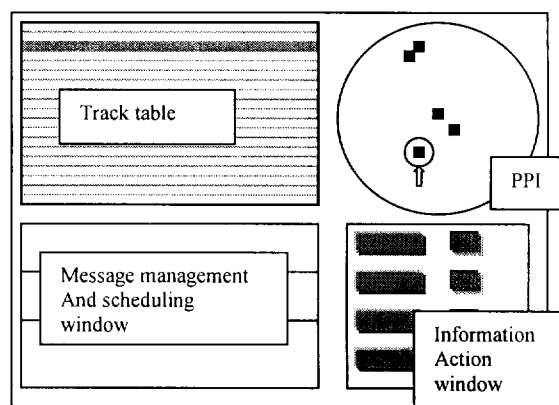 Track table
PPI
Message management
And scheduling
window
Information
Action
window